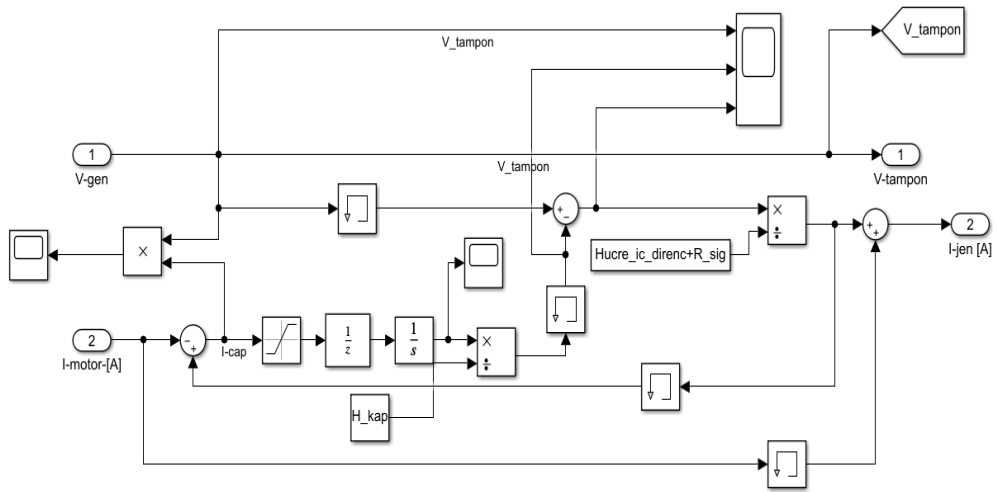 V_tampon
V_tampon
1
V-gen
V_tampon
1
V-tampon
+
−
×
÷
Hucre_ic_direnc+R_sig
+
+
2
I-jen [A]
×
2
I-motor-[A]
−
+
I-cap
1
z
1
s
×
÷
H_kap